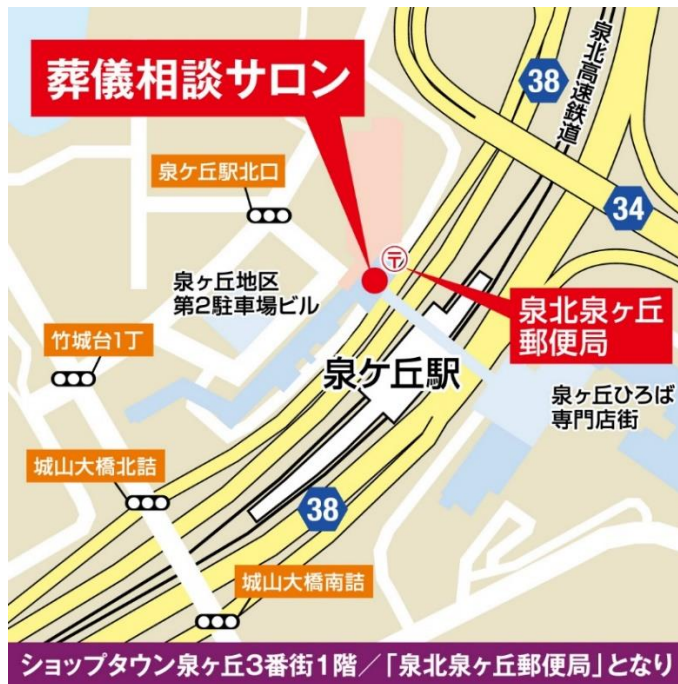 葬儀相談サロン
38
泉北高速鉄道
34
泉ケ丘駅北口
〒
泉ヶ丘地区
第2駐車場ビル
泉北泉ヶ丘
郵便局
竹城台1丁
泉ケ丘駅
泉ヶ丘ひろば
専門店街
城山大橋北詰
38
城山大橋南詰
ショップタウン泉ヶ丘3番街1階／「泉北泉ヶ丘郵便局」となり